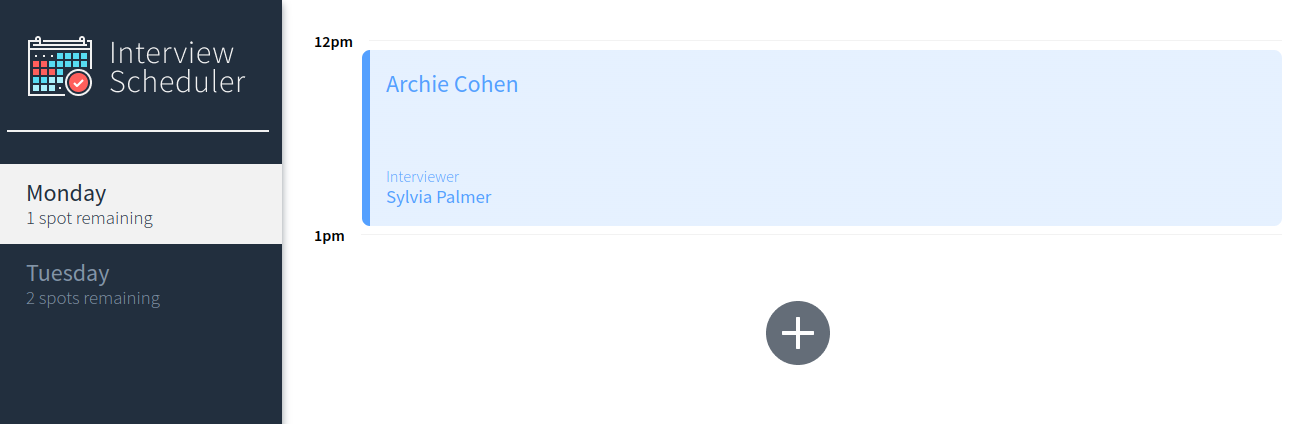 Interview
Scheduler
Monday
1 spot remaining
Tuesday
2 spots remaining
12pm
Archie Cohen
Interviewer
Sylvia Palmer
1pm